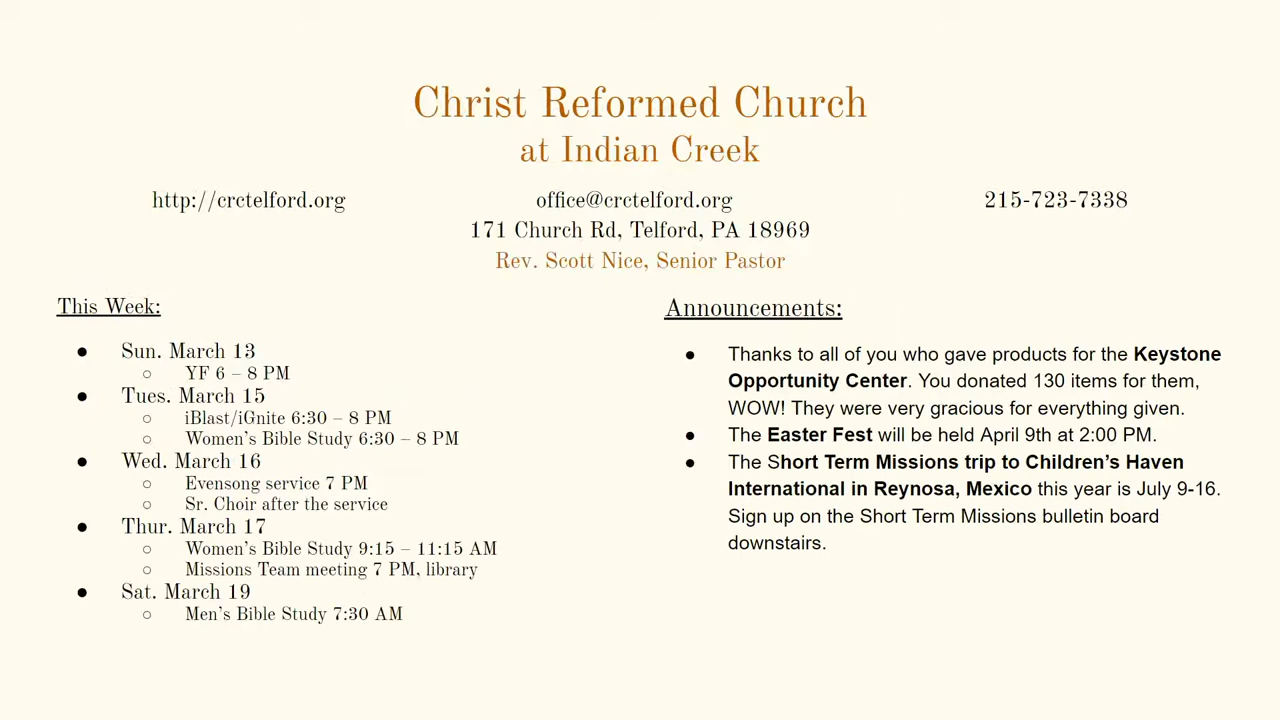 Christ Reformed Church
at Indian Creek
http://crctelford.org office@crctelford.org 215-723-7338
171 Church Rd, Telford, PA 18969
Rev. Scott Nice, Senior Pastor
This Week:
● Sun. March 13
○ YF 6 – 8 PM
● Tues. March 15
○ iBlast/iGnite 6:30 – 8 PM
○ Women's Bible Study 6:30 – 8 PM
● Wed. March 16
○ Evensong service 7 PM
○ Sr. Choir after the service
● Thur. March 17
○ Women's Bible Study 9:15 – 11:15 AM
○ Missions Team meeting 7 PM, library
● Sat. March 19
○ Men's Bible Study 7:30 AM
Announcements:
● Thanks to all of you who gave products for the Keystone
Opportunity Center. You donated 130 items for them,
WOW! They were very gracious for everything given.
● The Easter Fest will be held April 9th at 2:00 PM.
● The Short Term Missions trip to Children's Haven
International in Reynosa, Mexico this year is July 9-16.
Sign up on the Short Term Missions bulletin board
downstairs.